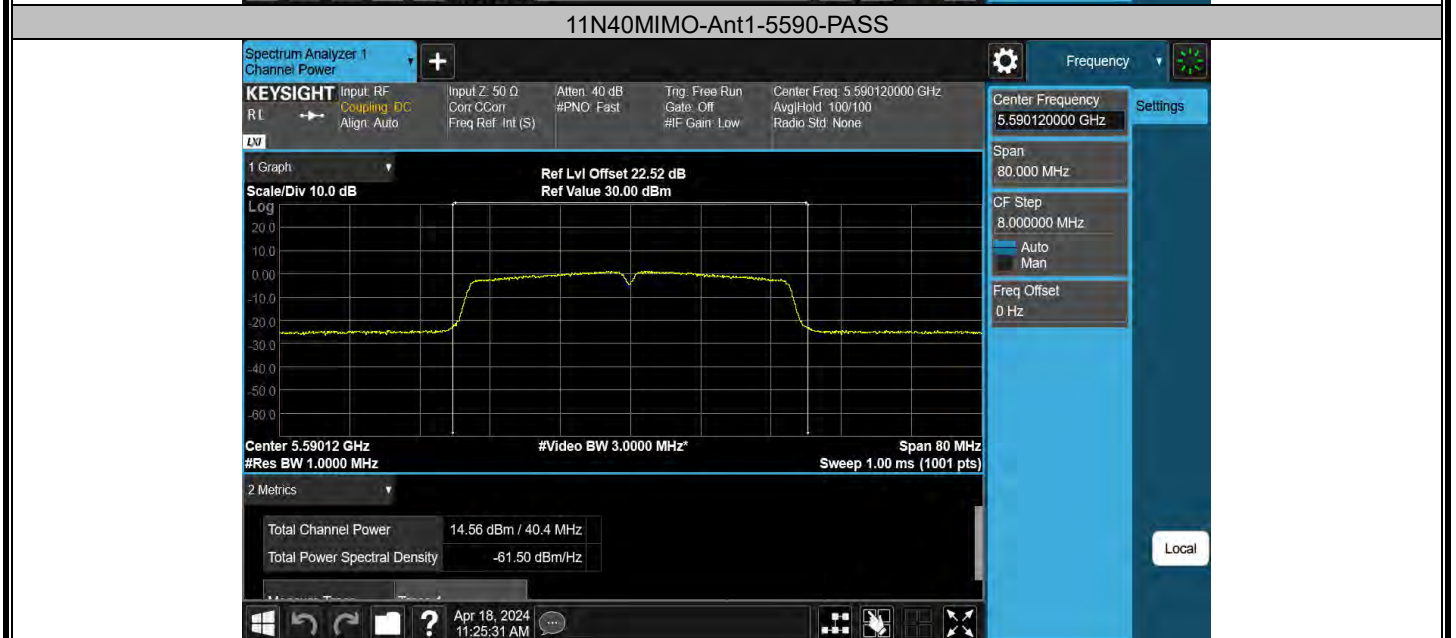 11N40MIMO-Ant1-5590-PASS
Spectrum Analyzer 1
Channel Power
+
Frequency
KEYSIGHT
RL
LXI
Input: RF
Coupling: DC
Align: Auto
Input Z: 50 Ω
Corr CCorr
Freq Ref: Int (S)
Atten: 40 dB
#PNO: Fast
Trig: Free Run
Gate: Off
#IF Gain: Low
Center Freq: 5.590120000 GHz
Avg|Hold: 100/100
Radio Std: None
Center Frequency
5.590120000 GHz
Settings
Span
80.000 MHz
CF Step
8.000000 MHz
Auto
Man
Freq Offset
0 Hz
1 Graph
Scale/Div 10.0 dB
Ref Lvl Offset 22.52 dB
Ref Value 30.00 dBm
Log
20.0
10.0
0.00
-10.0
-20.0
-30.0
-40.0
-50.0
-60.0
Center 5.59012 GHz
#Res BW 1.0000 MHz
#Video BW 3.0000 MHz*
Span 80 MHz
Sweep 1.00 ms (1001 pts)
2 Metrics
Total Channel Power 14.56 dBm / 40.4 MHz
Total Power Spectral Density -61.50 dBm/Hz
Local
?
Apr 18, 2024
11:25:31 AM